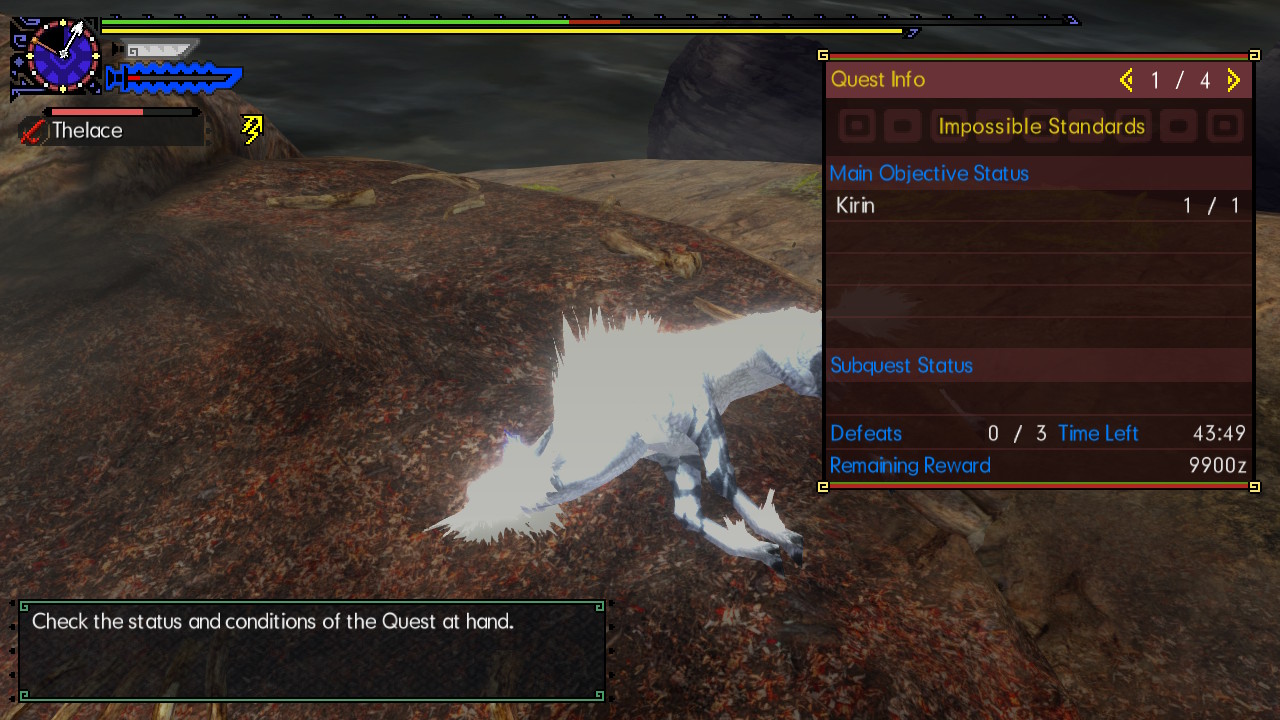 Thelace
Quest Info
1 / 4
Impossible Standards
Main Objective Status
Kirin 1 / 1
Subquest Status
Defeats 0 / 3 Time Left 43:49
Remaining Reward 9900z
Check the status and conditions of the Quest at hand.